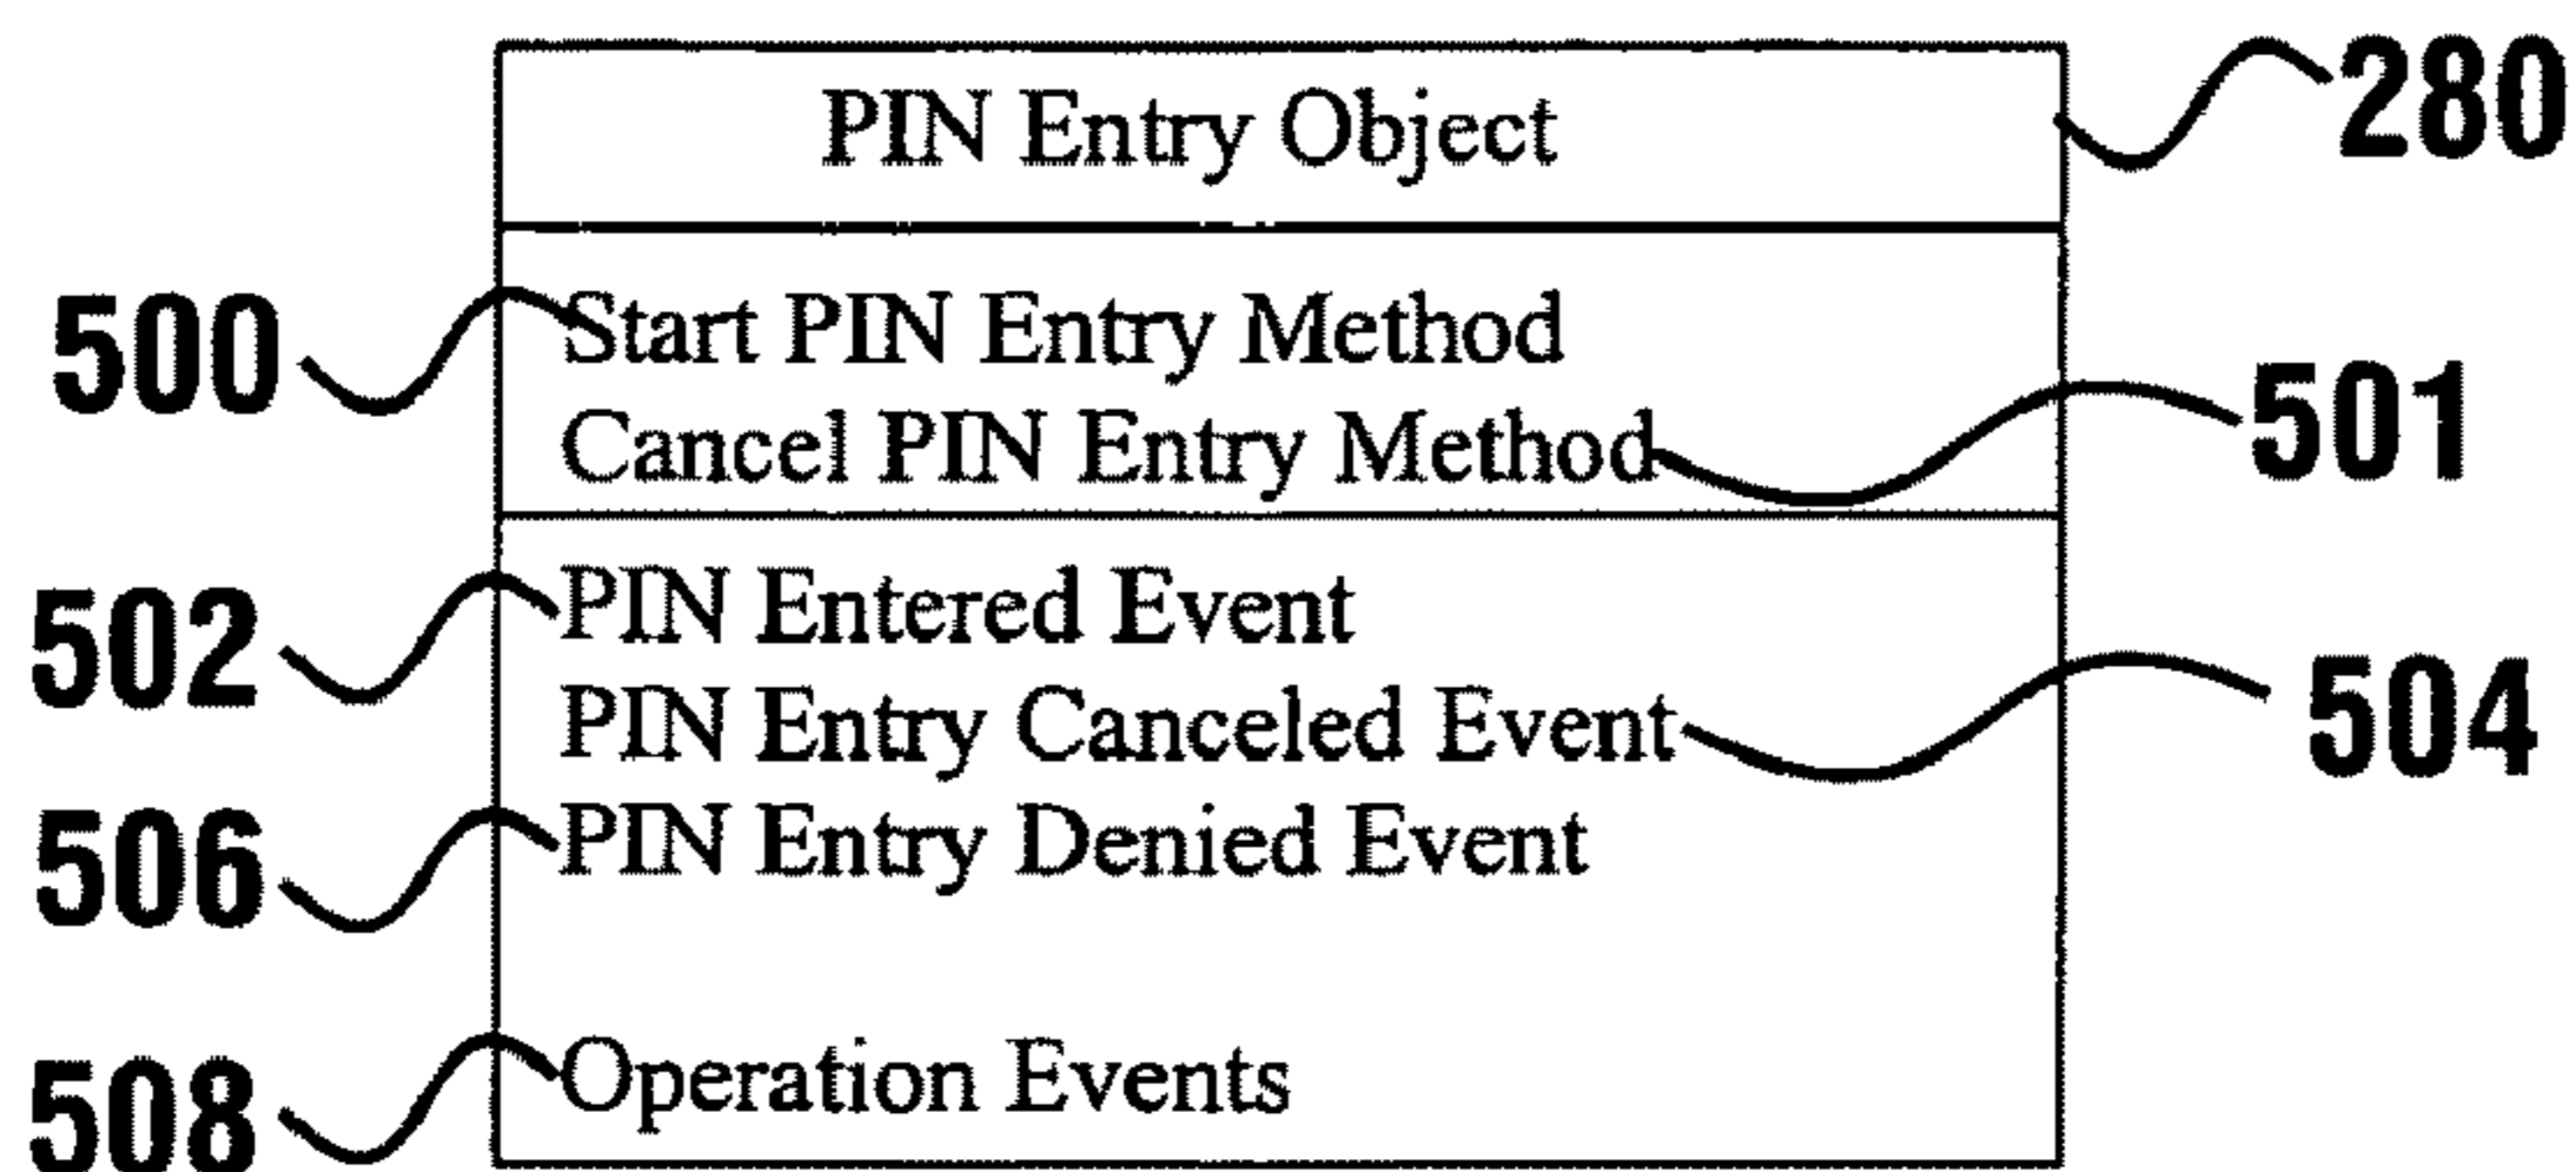 PIN Entry Object 280
500 Start PIN Entry Method
Cancel PIN Entry Method 501
502 PIN Entered Event
PIN Entry Canceled Event 504
506 PIN Entry Denied Event
508 Operation Events